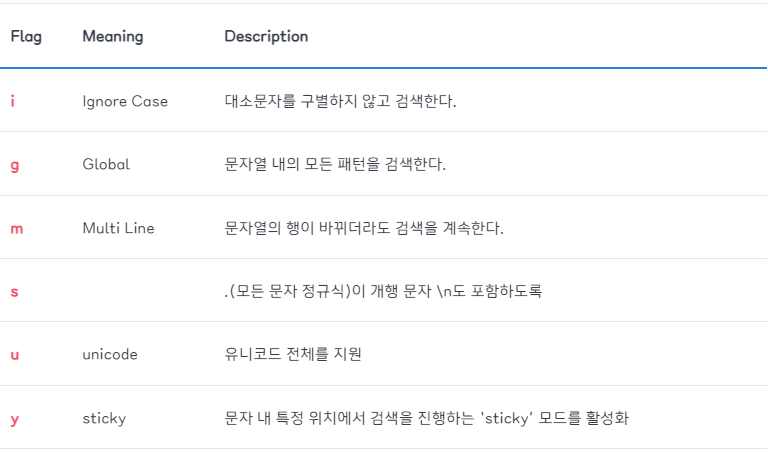 Flag Meaning Description
i Ignore Case 대소문자를 구별하지 않고 검색한다.
g Global 문자열 내의 모든 패턴을 검색한다.
m Multi Line 문자열의 행이 바뀌더라도 검색을 계속한다.
s .(모든 문자 정규식)이 개행 문자 \n도 포함하도록
u unicode 유니코드 전체를 지원
y sticky 문자 내 특정 위치에서 검색을 진행하는 ‘sticky’ 모드를 활성화